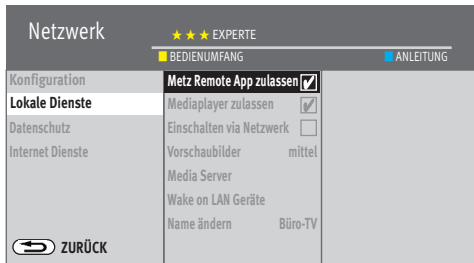 Netzwerk
★ ★ ★ EXPERTE
BEDIENUMFANG
ANLEITUNG
Konfiguration
Lokale Dienste
Datenschutz
Internet Dienste
Metz Remote App zulassen
Mediaplayer zulassen
Einschalten via Netzwerk
Vorschaubilder mittel
Media Server
Wake on LAN Geräte
Name ändern Büro-TV
ZURÜCK